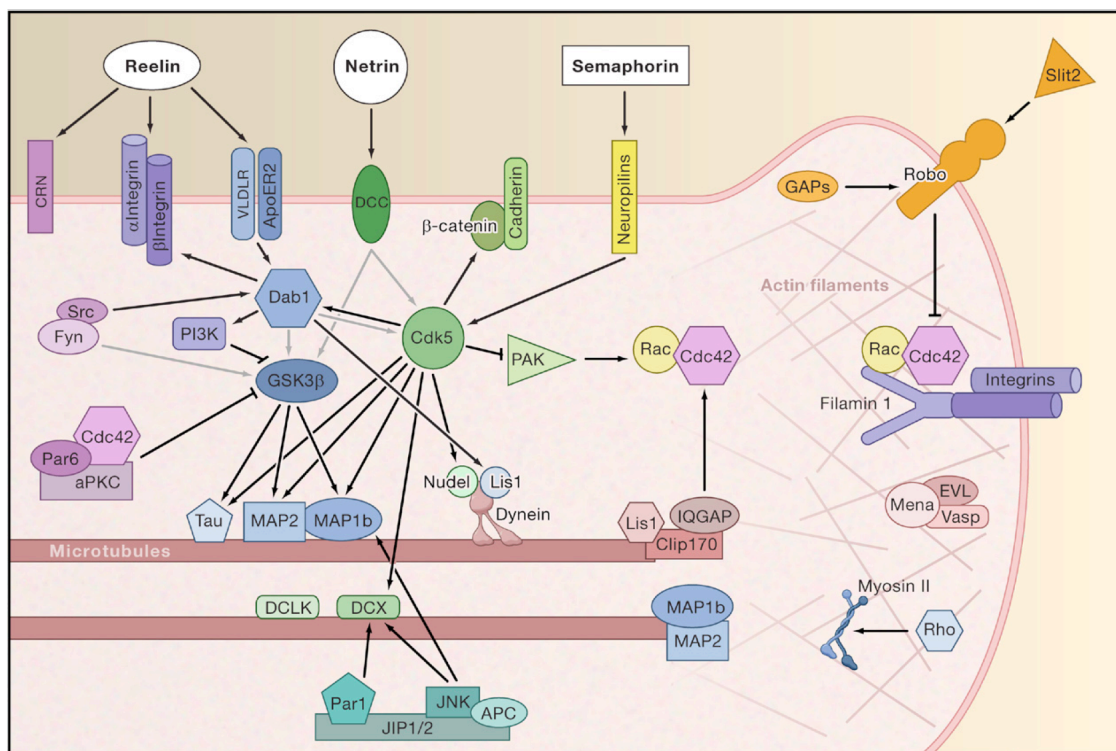 Reelin
Netrin
Semaphorin
Slit2
CRN
αIntegrin
βIntegrin
VLDLR
ApoER2
DCC
β-catenin
Cadherin
Neuropilins
GAPs
Robo
Actin filaments
Src
Fyn
Dab1
PI3K
Cdk5
GSK3β
PAK
Rac
Cdc42
Rac
Cdc42
Integrins
Filamin 1
Cdc42
Par6
aPKC
Nudel
Lis1
Dynein
Tau
MAP2
MAP1b
Lis1
IQGAP
Clip170
Mena
EVL
Vasp
Microtubules
DCLK
DCX
MAP1b
MAP2
Myosin II
Rho
Par1
JNK
APC
JIP1/2